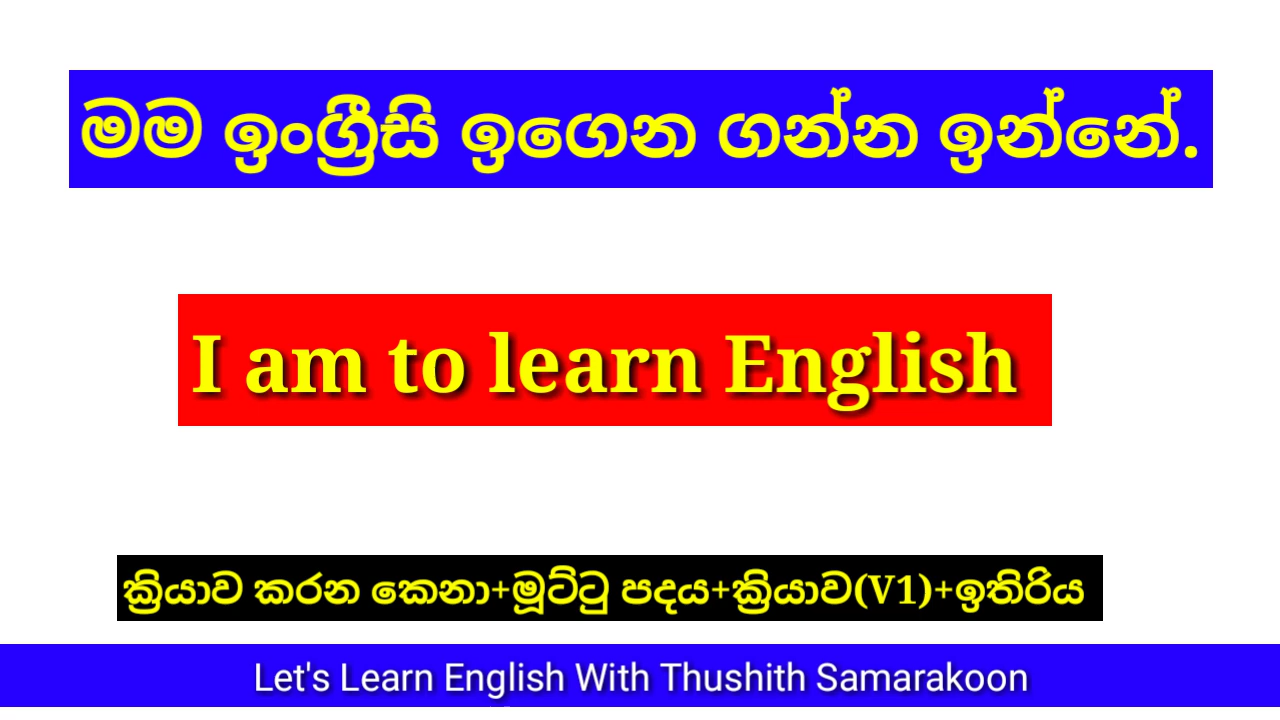 මම ඉංග්‍රීසි ඉගෙන ගන්න ඉන්නේ.
I am to learn English
ක්‍රියාව කරන කෙනා+මූට්ටු පදය+ක්‍රියාව(V1)+ඉතිරිය
Let's Learn English With Thushith Samarakoon